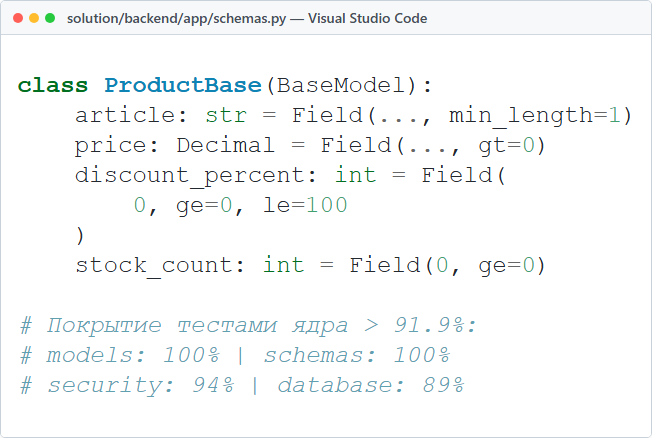 solution/backend/app/schemas.py — Visual Studio Code
class ProductBase(BaseModel):
    article: str = Field(..., min_length=1)
    price: Decimal = Field(..., gt=0)
    discount_percent: int = Field(
        0, ge=0, le=100
    )
    stock_count: int = Field(0, ge=0)
# Покрытие тестами ядра > 91.9%:
# models: 100% | schemas: 100%
# security: 94% | database: 89%